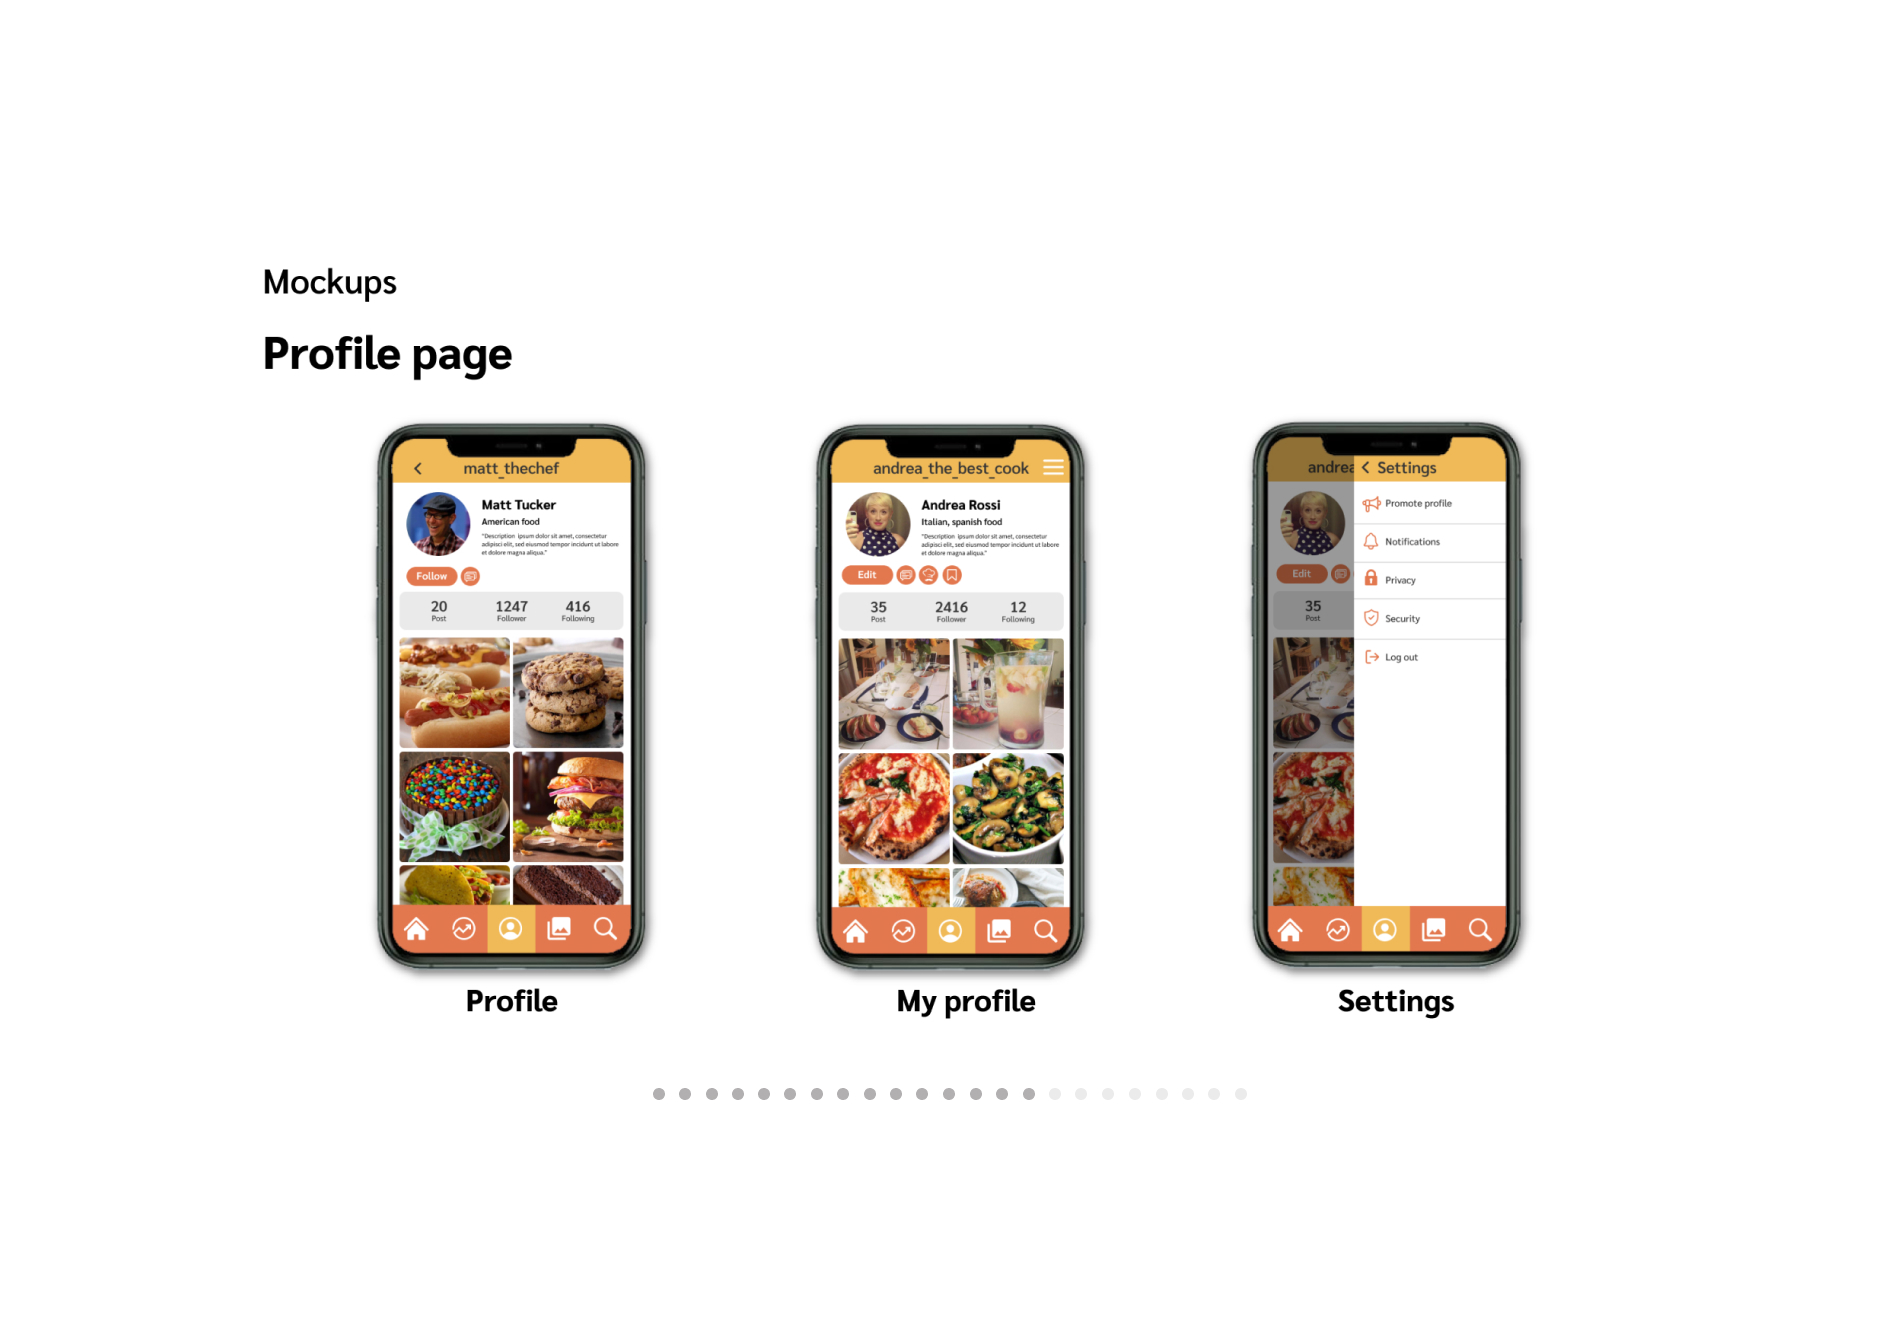 Mockups
Profile page
matt_thechef
Matt Tucker
American food
"Description ipsum dolor sit amet, consectetur
adipisci elit, sed eiusmod tempor incidunt ut labore
et dolore magna aliqua."
Follow
20 1247 416
Post Follower Following
Profile
andrea_the_best_cook
Andrea Rossi
Italian, spanish food
"Description ipsum dolor sit amet, consectetur
adipisci elit, sed eiusmod tempor incidunt ut labore
et dolore magna aliqua."
Edit
35 2416 12
Post Follower Following
My profile
andrea Settings
Promote profile
Notifications
Edit
Privacy
35
Post
Security
Log out
Settings